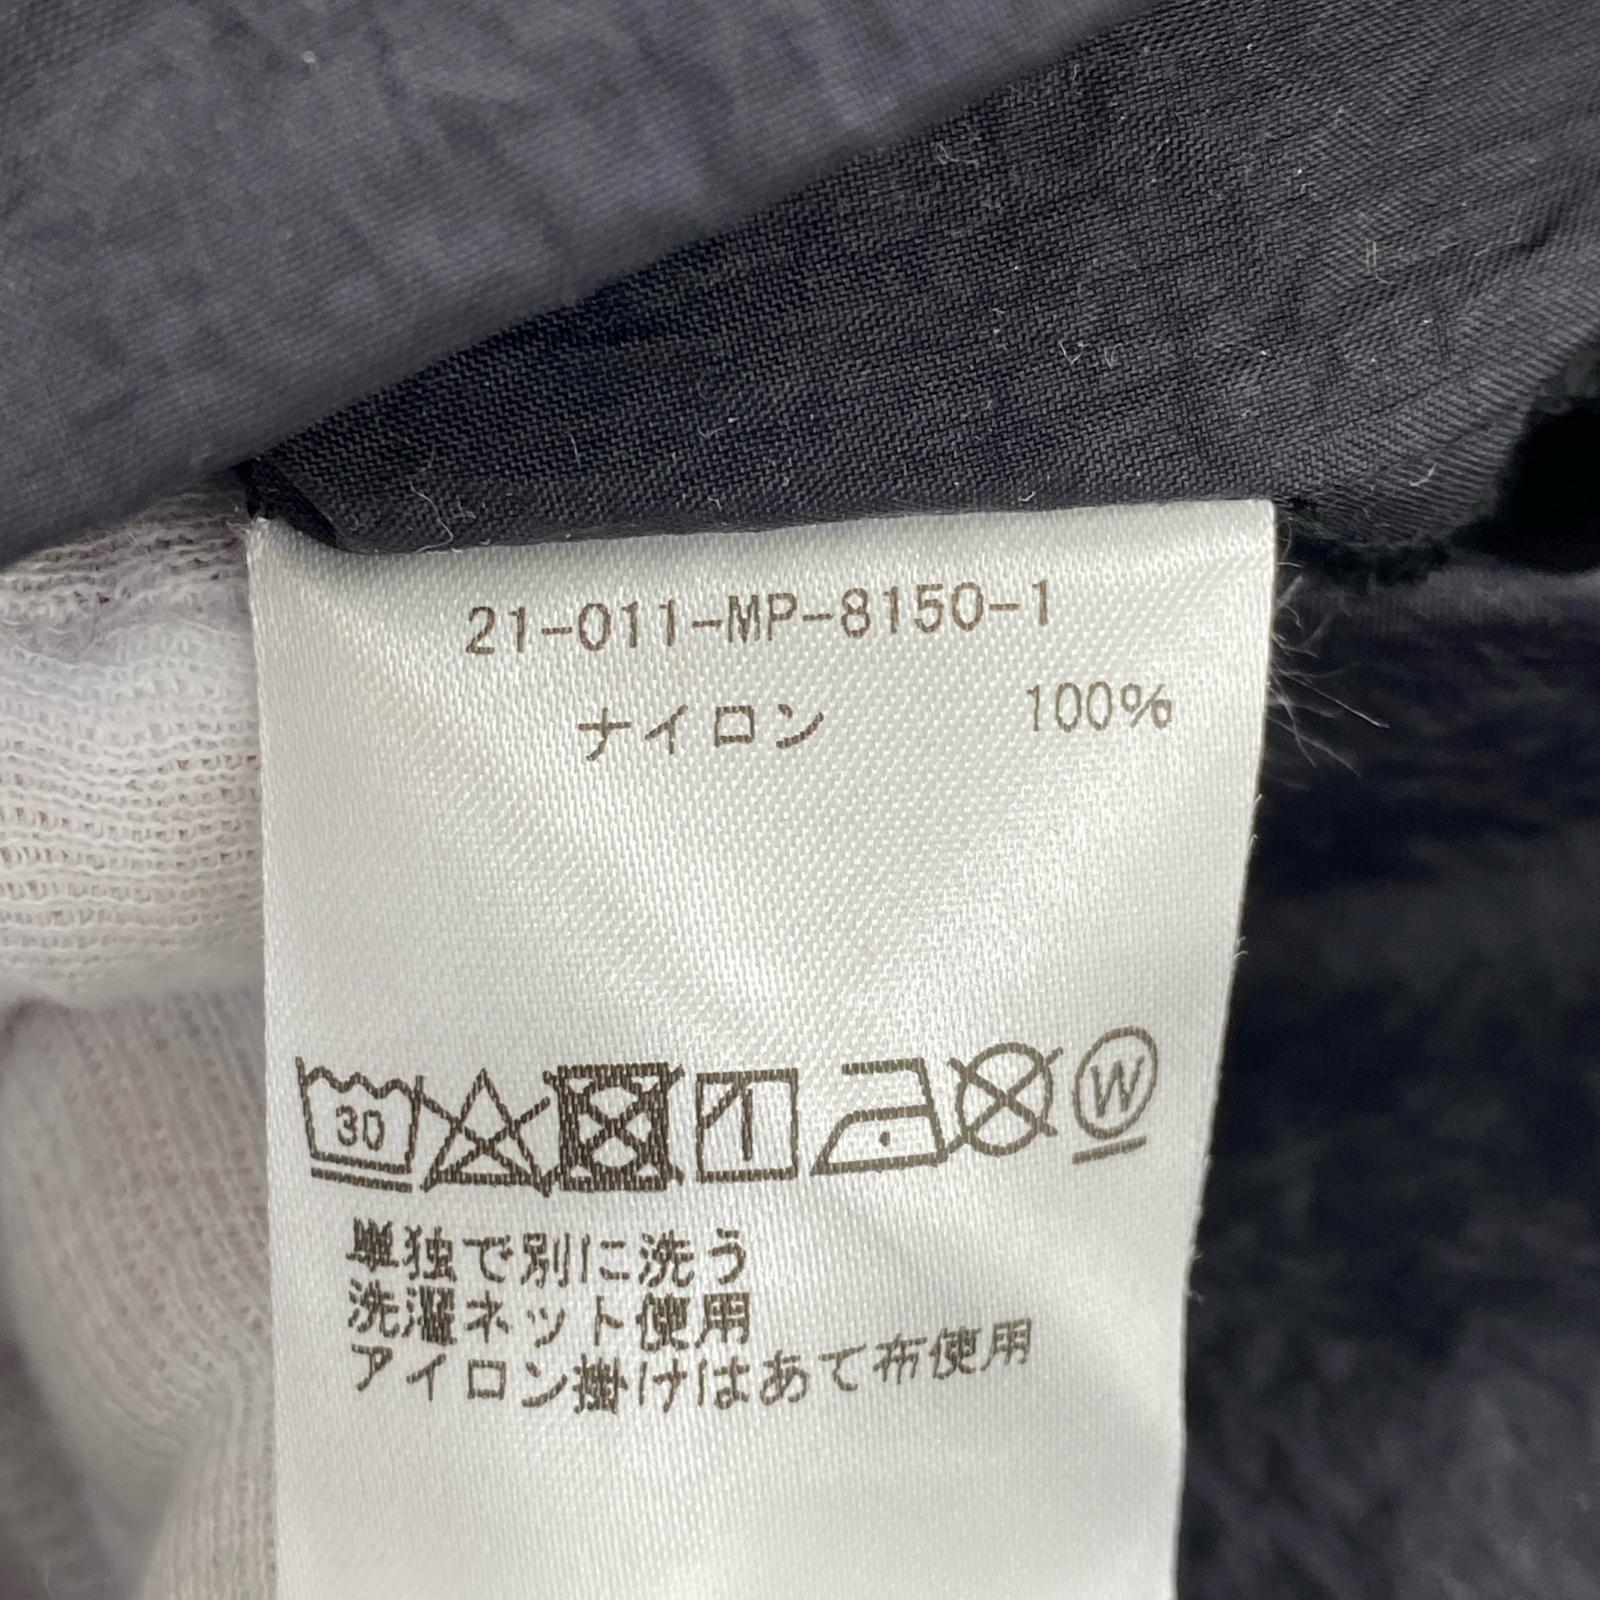 21-011-MP-8150-1
ナイロン 100%
30 W
単独で別に洗う
洗濯ネット使用
アイロン掛けはあて布使用